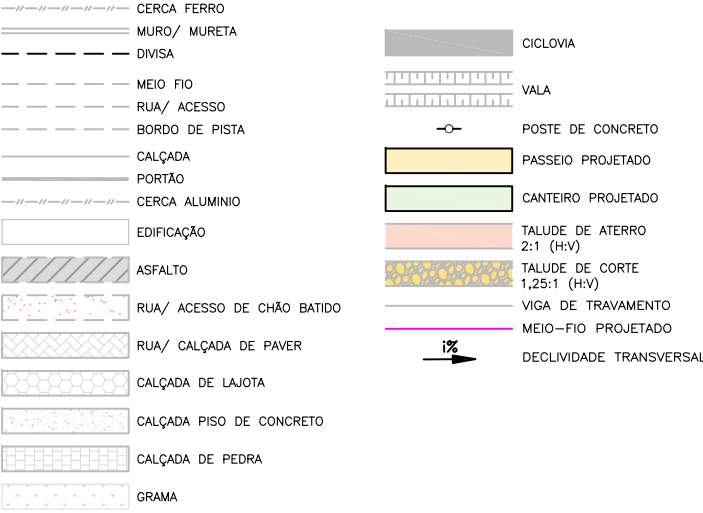 CERCA FERRO
MURO/ MURETA
DIVISA
MEIO FIO
RUA/ ACESSO
BORDO DE PISTA
CALÇADA
PORTÃO
CERCA ALUMINIO
EDIFICAÇÃO
ASFALTO
RUA/ ACESSO DE CHÃO BATIDO
RUA/ CALÇADA DE PAVER
CALÇADA DE LAJOTA
CALÇADA PISO DE CONCRETO
CALÇADA DE PEDRA
GRAMA
CICLOVIA
VALA
POSTE DE CONCRETO
PASSEIO PROJETADO
CANTEIRO PROJETADO
TALUDE DE ATERRO
2:1 (H:V)
TALUDE DE CORTE
1,25:1 (H:V)
VIGA DE TRAVAMENTO
MEIO-FIO PROJETADO
i%
DECLIVIDADE TRANSVERSAL